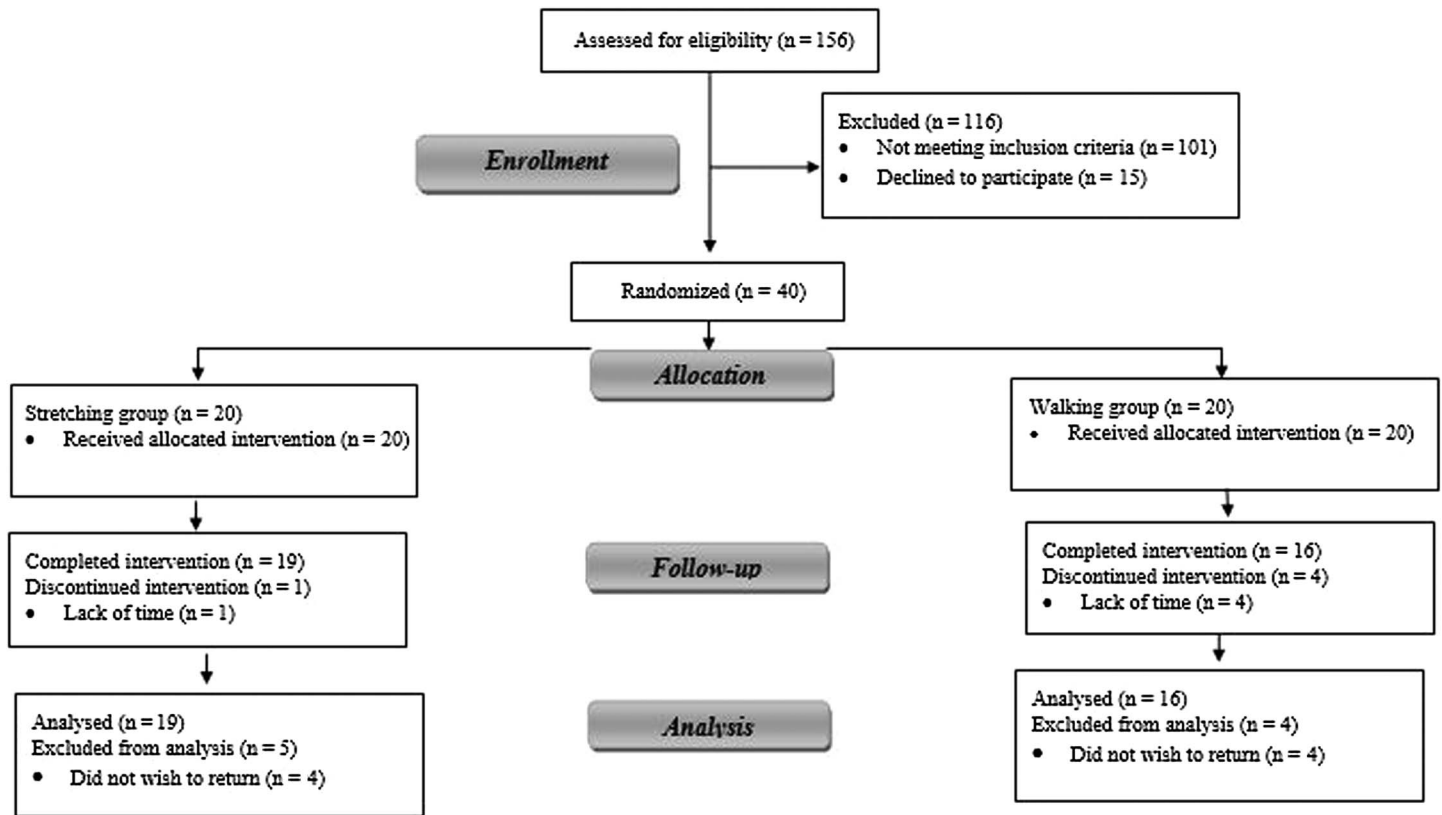 Assessed for eligibility (n = 156)
Excluded (n = 116)
• Not meeting inclusion criteria (n = 101)
• Declined to participate (n = 15)
Enrollment
Randomized (n = 40)
Allocation
Stretching group (n = 20)
• Received allocated intervention (n = 20)
Walking group (n = 20)
• Received allocated intervention (n = 20)
Completed intervention (n = 19)
Discontinued intervention (n = 1)
• Lack of time (n = 1)
Follow-up
Completed intervention (n = 16)
Discontinued intervention (n = 4)
• Lack of time (n = 4)
Analysed (n = 19)
Excluded from analysis (n = 5)
• Did not wish to return (n = 4)
Analysis
Analysed (n = 16)
Excluded from analysis (n = 4)
• Did not wish to return (n = 4)